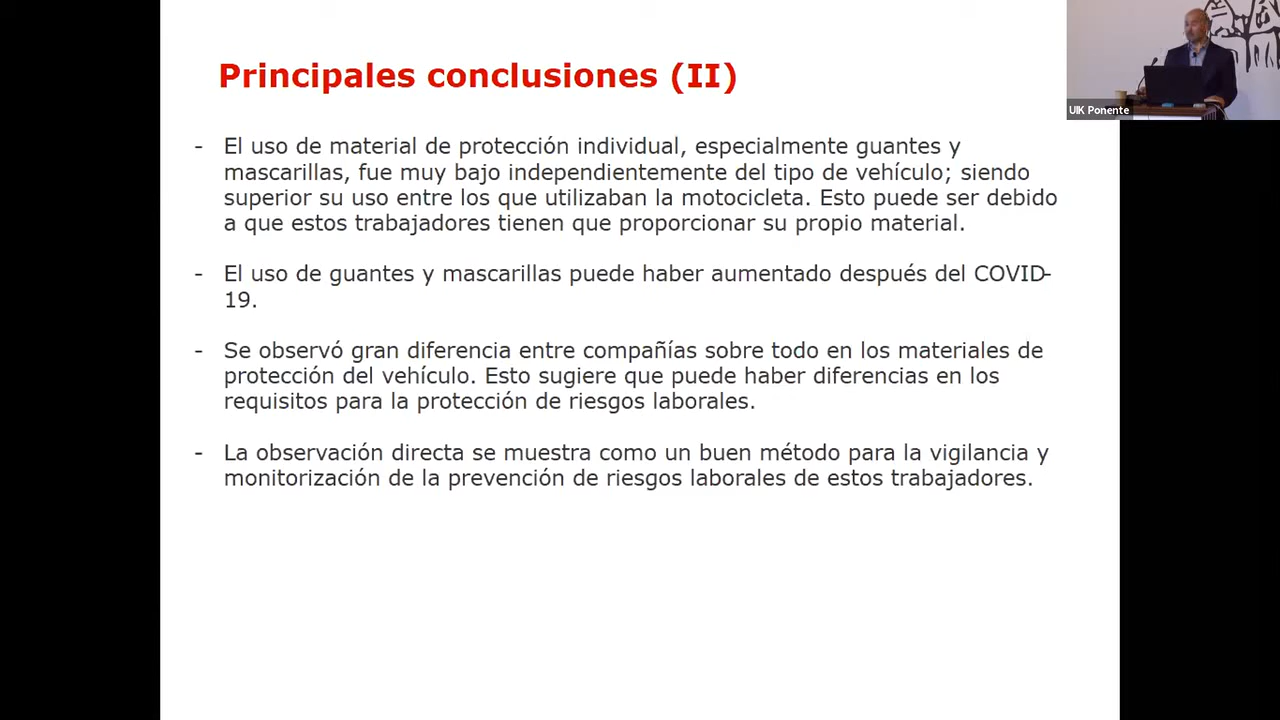 Principales conclusiones (II)
- El uso de material de protección individual, especialmente guantes y
mascarillas, fue muy bajo independientemente del tipo de vehículo; siendo
superior su uso entre los que utilizaban la motocicleta. Esto puede ser debido
a que estos trabajadores tienen que proporcionar su propio material.
- El uso de guantes y mascarillas puede haber aumentado después del COVID-
19.
- Se observó gran diferencia entre compañías sobre todo en los materiales de
protección del vehículo. Esto sugiere que puede haber diferencias en los
requisitos para la protección de riesgos laborales.
- La observación directa se muestra como un buen método para la vigilancia y
monitorización de la prevención de riesgos laborales de estos trabajadores.
UIK Ponente